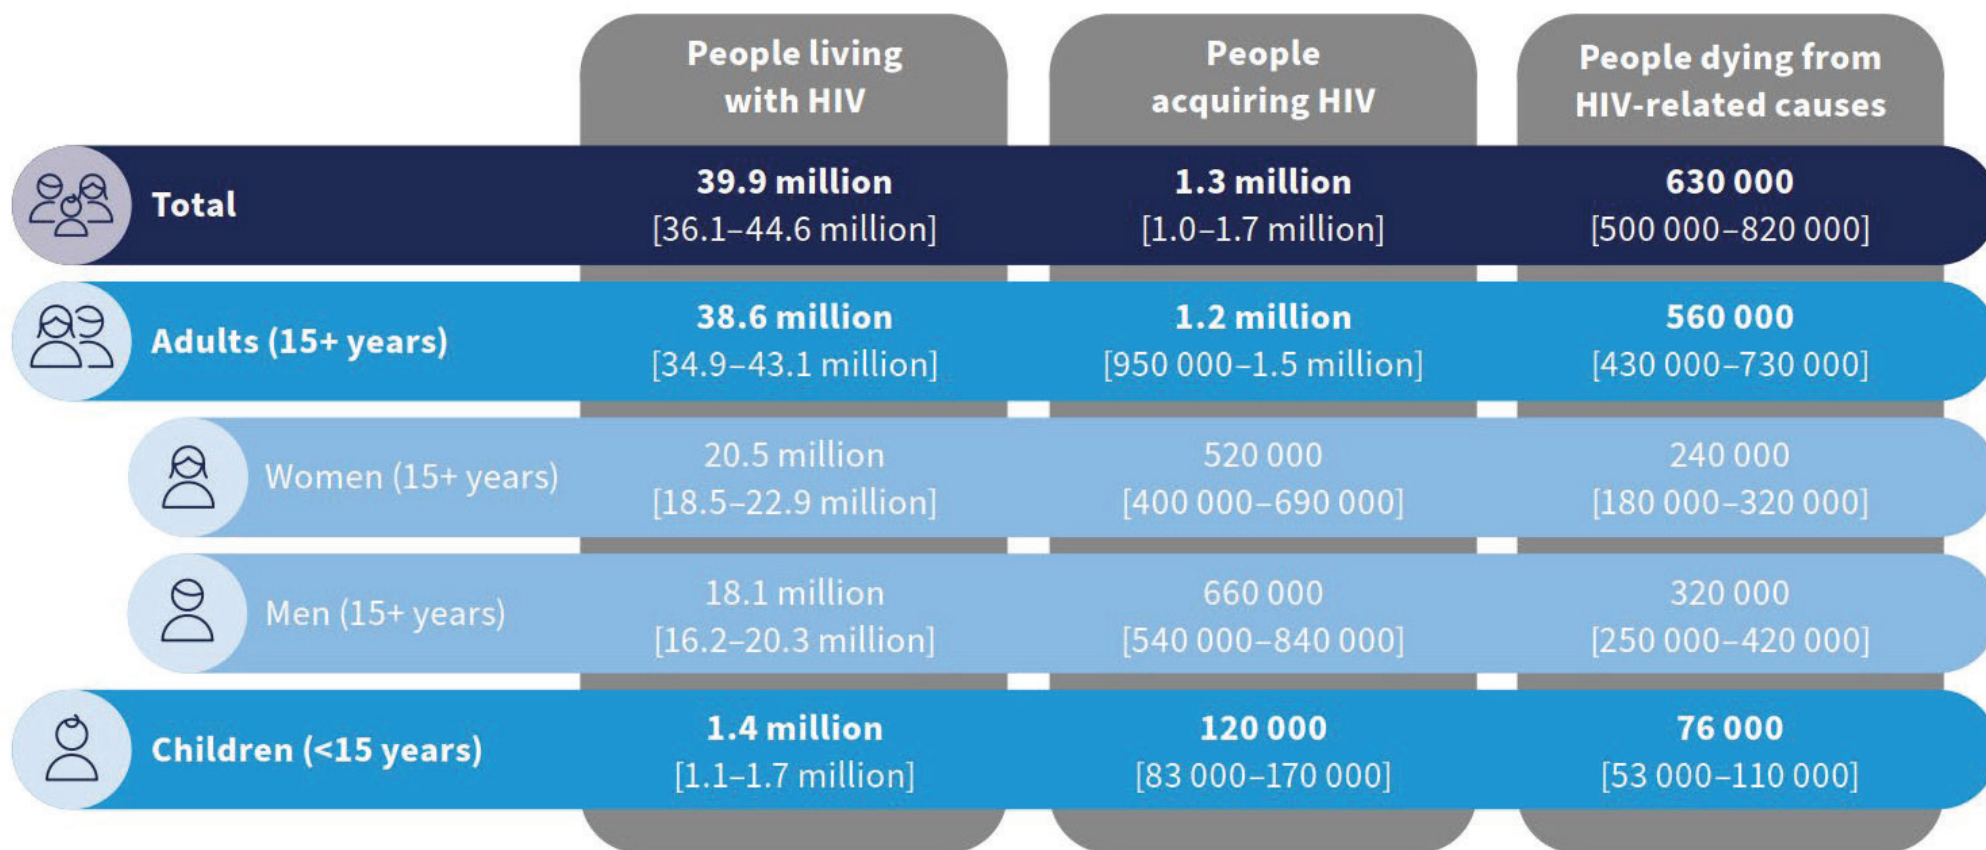 People living
with HIV
People
acquiring HIV
People dying from
HIV-related causes
Total
39.9 million
[36.1–44.6 million]
1.3 million
[1.0–1.7 million]
630 000
[500 000–820 000]
Adults (15+ years)
38.6 million
[34.9–43.1 million]
1.2 million
[950 000–1.5 million]
560 000
[430 000–730 000]
Women (15+ years)
20.5 million
[18.5–22.9 million]
520 000
[400 000–690 000]
240 000
[180 000–320 000]
Men (15+ years)
18.1 million
[16.2–20.3 million]
660 000
[540 000–840 000]
320 000
[250 000–420 000]
Children (<15 years)
1.4 million
[1.1–1.7 million]
120 000
[83 000–170 000]
76 000
[53 000–110 000]